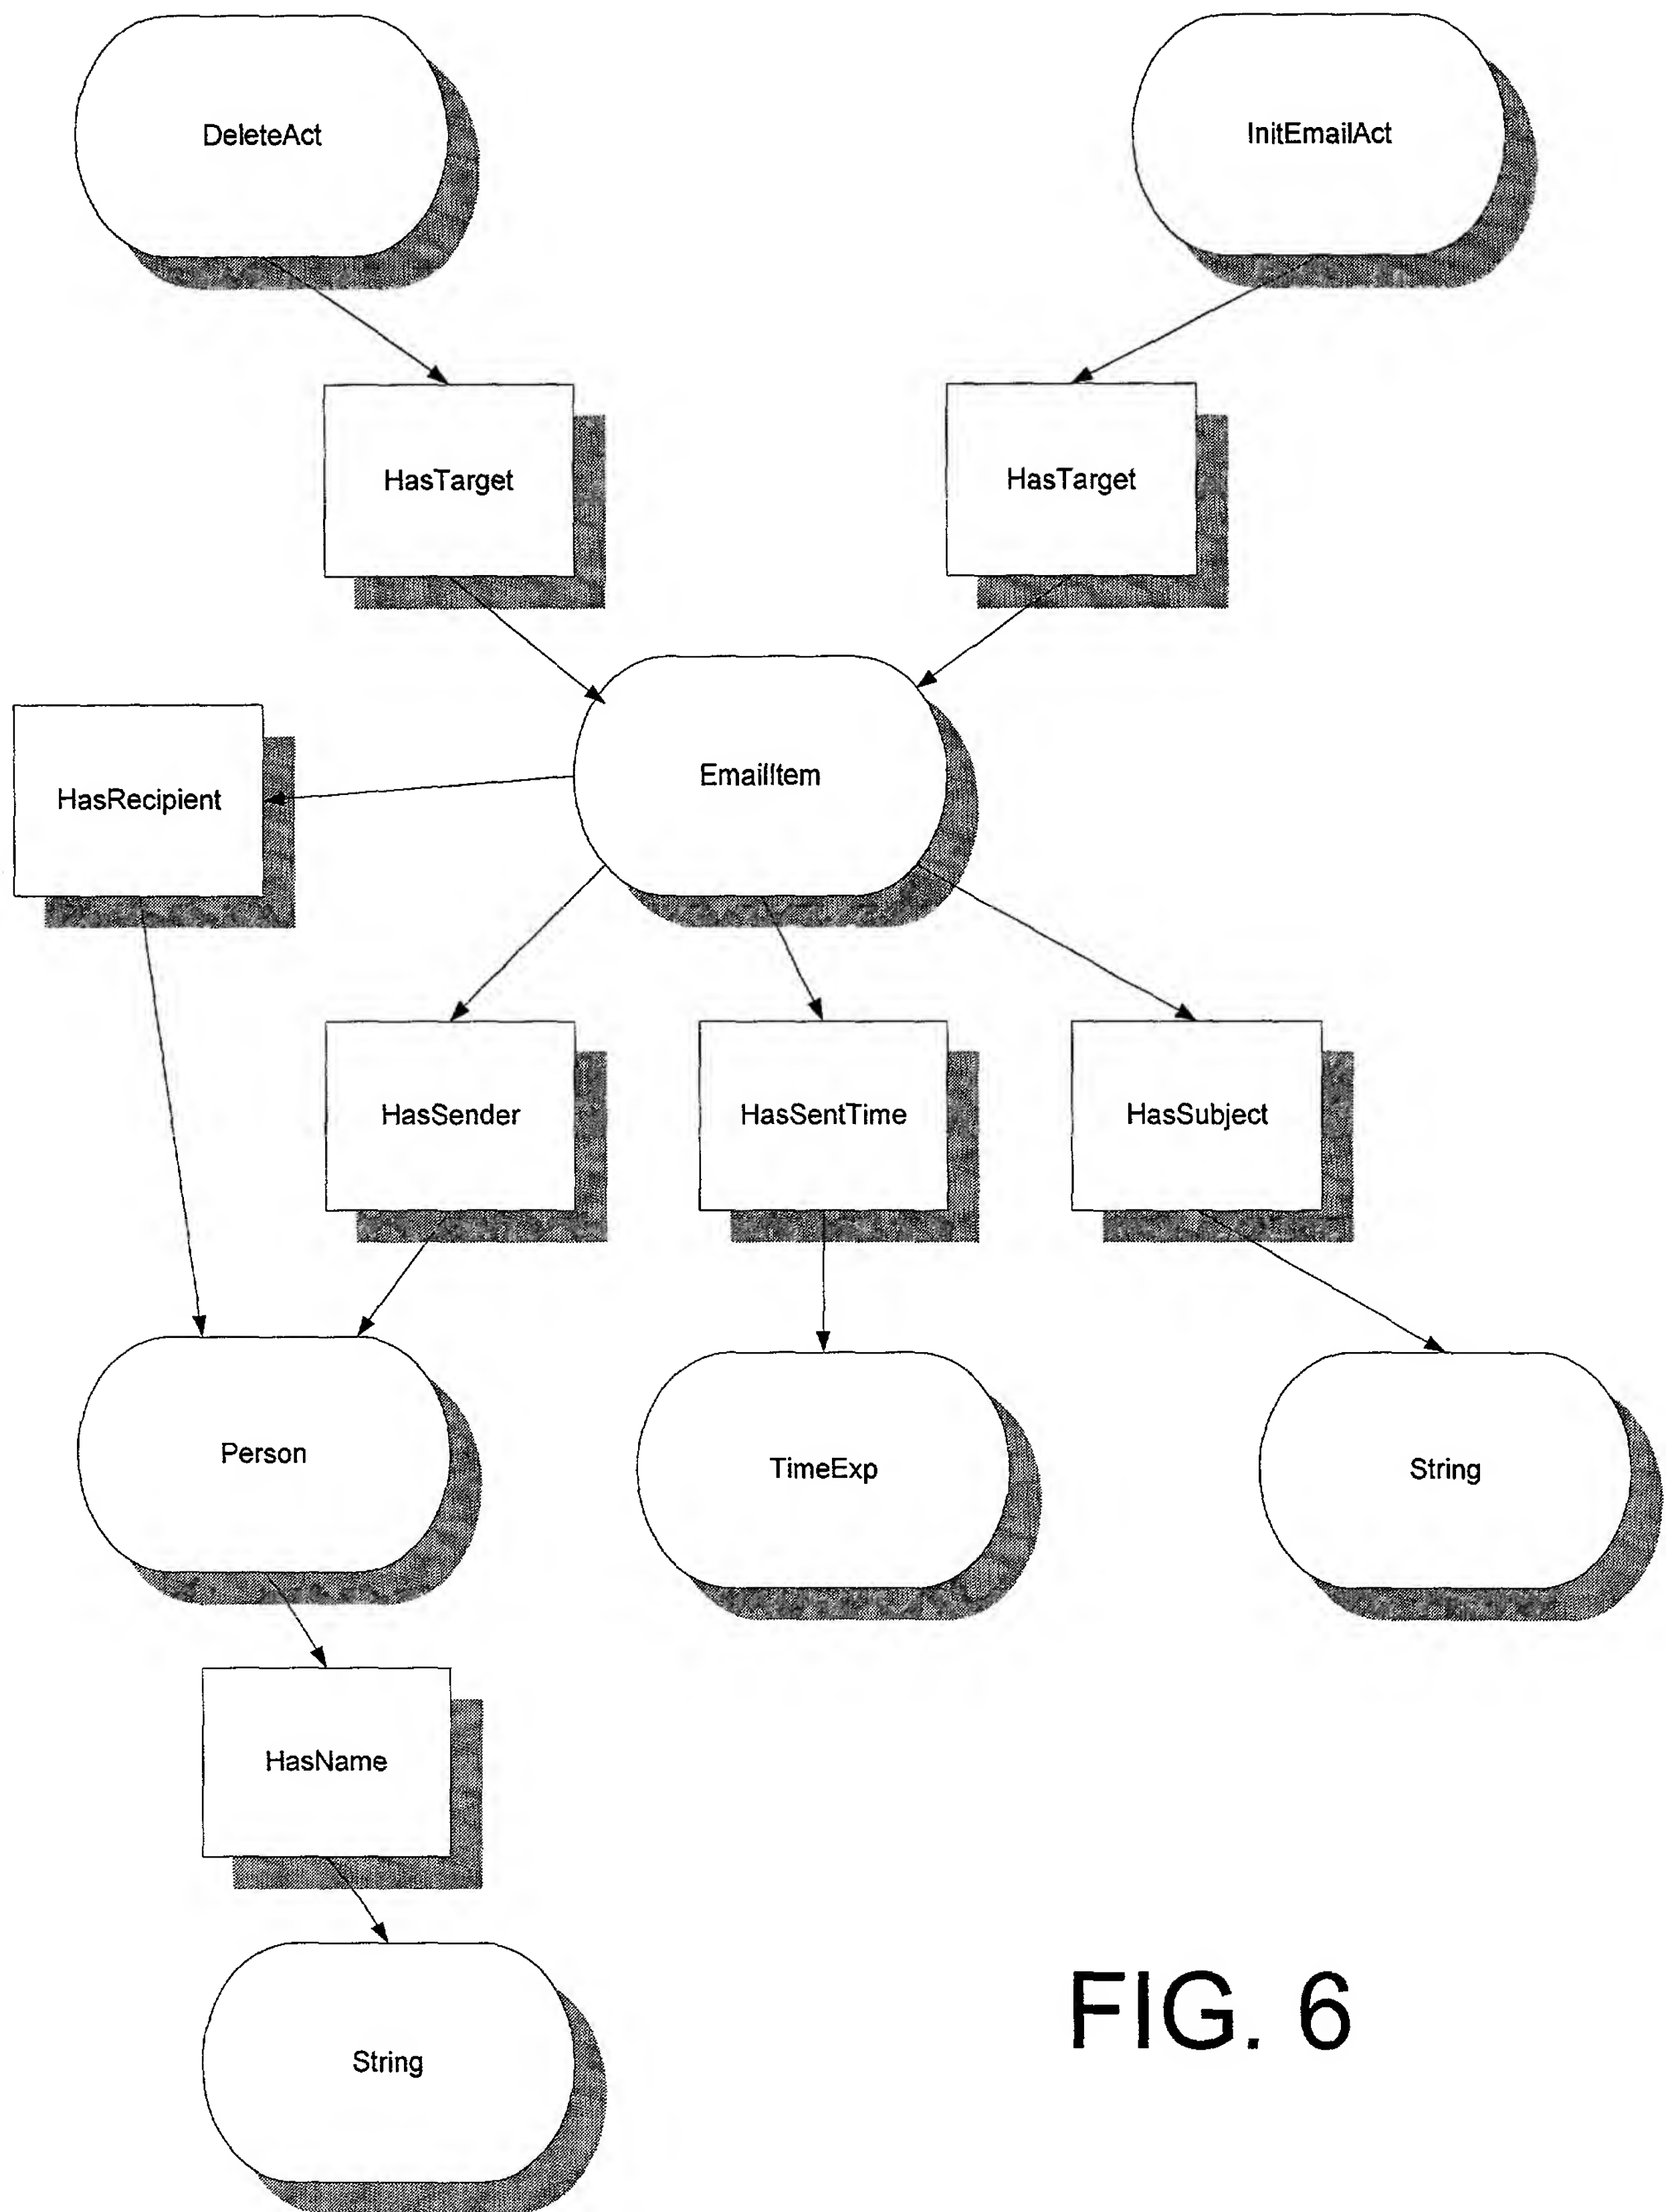 DeleteAct
InitEmailAct
HasTarget
HasTarget
EmailItem
HasRecipient
HasSender
HasSentTime
HasSubject
Person
TimeExp
String
HasName
String
FIG. 6